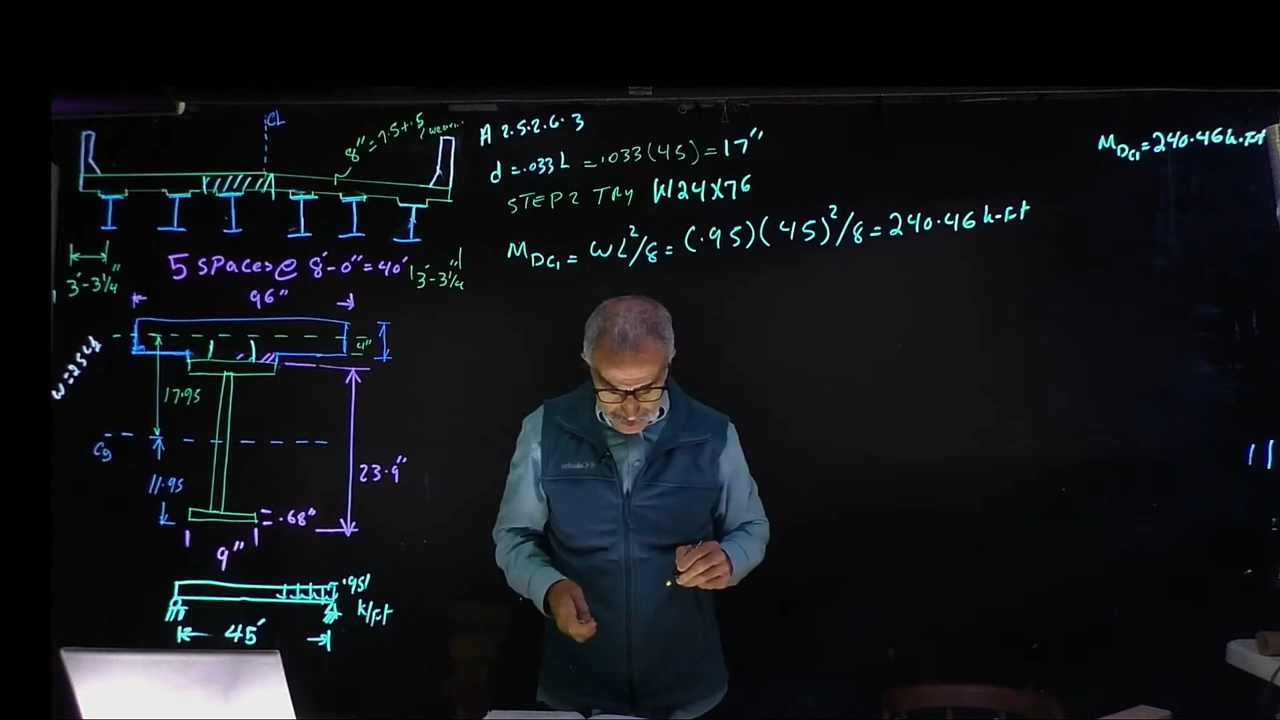 CL
8" = 7.5 + .5
3'-3¼"
5 spaces @ 8'-0" = 40'
3'-3¼"
96"
17.95
Cg
11.95
23.9"
.68"
9"
.951
k/ft
45'
A 2.5.2.6.3
d = .033 L = .033(45) = 17"
STEP 2 TRY W24X76
M DC1 = ωL²/8 = (.95)(45)²/8 = 240.46 k-ft
M DC1 = 240.46 k-ft
Columbia